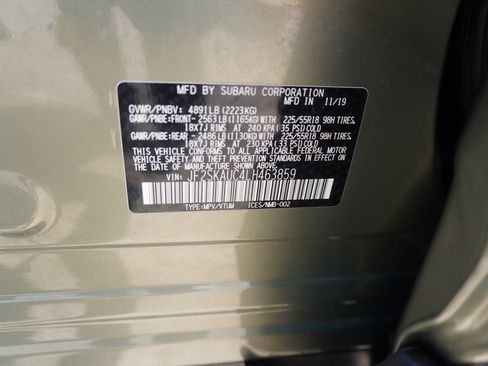 MFD BY SUBARU CORPORATION
MFD IN 11/19
GVWR/PNBV: 4891LB(2223KG)
GAWR/PNBE: FRONT-2563LB(1165KG)WITH 225/55R18 98H TIRES,
18X7J RIMS AT 240 KPA(35 PSI)COLD
GAWR/PNBE: REAR -2486LB(1130KG)WITH 225/55R18 98H TIRES,
18X7J RIMS AT 230 KPA(33 PSI)COLD
THIS VEHICLE CONFORMS TO ALL APPLICABLE FEDERAL MOTOR VEHICLE
SAFETY, BUMPER, AND THEFT PREVENTION STANDARDS IN EFFECT ON
THE DATE OF MANUFACTURE SHOWN ABOVE.
VIN: JF2SKAUC4LH463859
TYPE:MPV/VTUM ICES/NMB-002